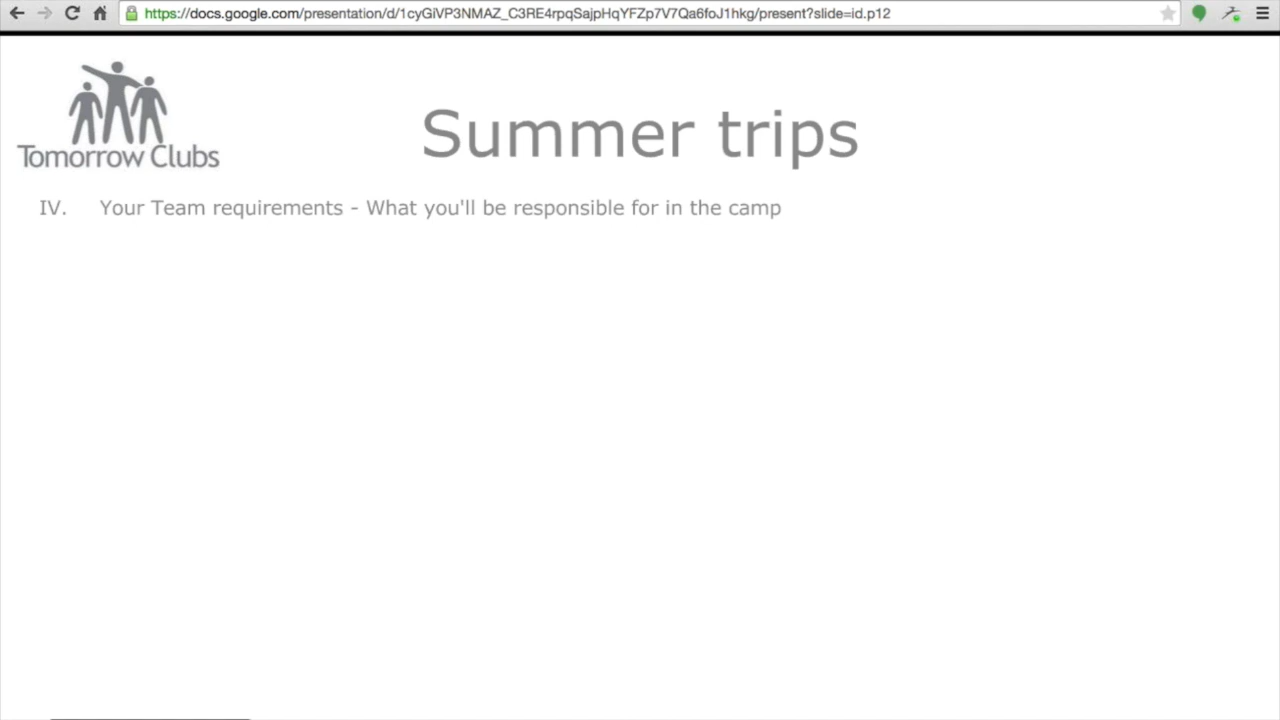 https://docs.google.com/presentation/d/1cyGiVP3NMAZ_C3RE4rpqSajpHqYFZp7V7Qa6foJ1hkg/present?slide=id.p12
Tomorrow Clubs
Summer trips
IV. Your Team requirements - What you'll be responsible for in the camp